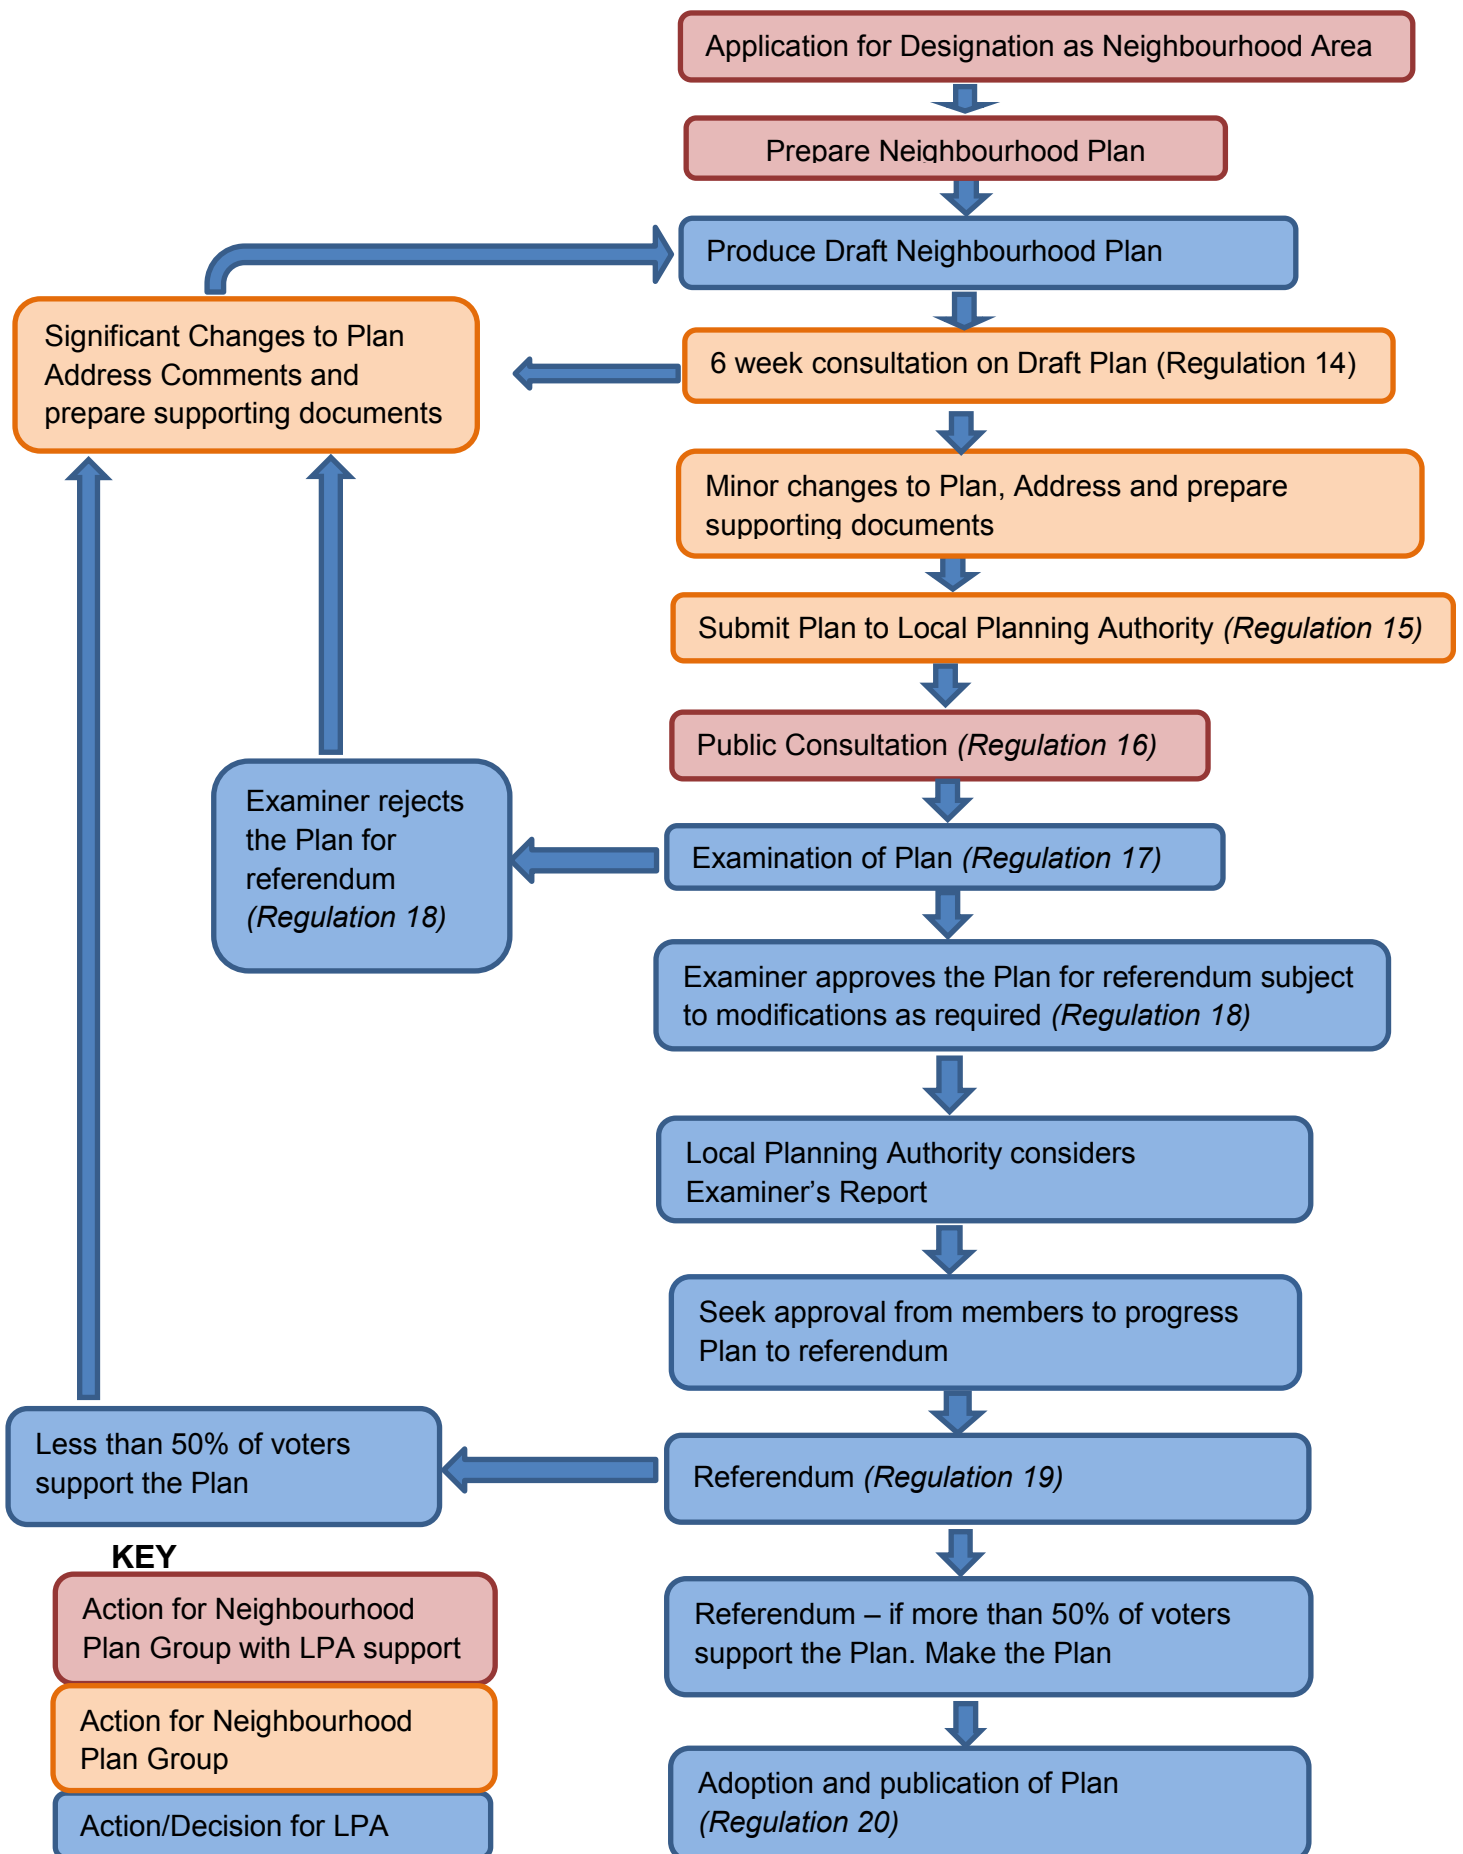 Application for Designation as Neighbourhood Area
Prepare Neighbourhood Plan
Produce Draft Neighbourhood Plan
Significant Changes to Plan
Address Comments and
prepare supporting documents
6 week consultation on Draft Plan (Regulation 14)
Minor changes to Plan, Address and prepare
supporting documents
Submit Plan to Local Planning Authority (Regulation 15)
Public Consultation (Regulation 16)
Examiner rejects
the Plan for
referendum
(Regulation 18)
Examination of Plan (Regulation 17)
Examiner approves the Plan for referendum subject
to modifications as required (Regulation 18)
Local Planning Authority considers
Examiner’s Report
Seek approval from members to progress
Plan to referendum
Less than 50% of voters
support the Plan
Referendum (Regulation 19)
Referendum – if more than 50% of voters
support the Plan. Make the Plan
Adoption and publication of Plan
(Regulation 20)
KEY
Action for Neighbourhood
Plan Group with LPA support
Action for Neighbourhood
Plan Group
Action/Decision for LPA